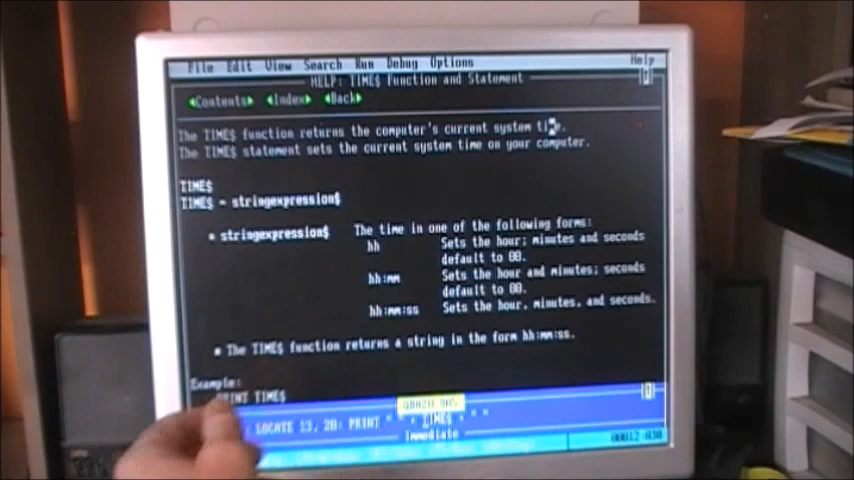 File Edit View Search Run Debug Options Help
HELP: TIME$ Function and Statement
◄Contents► ◄Index► ◄Back►
The TIME$ function returns the computer's current system time.
The TIME$ statement sets the current system time on your computer.
TIME$
TIME$ = stringexpression$
■ stringexpression$ The time in one of the following forms:
hh Sets the hour; minutes and seconds
default to 00.
hh:mm Sets the hour and minutes; seconds
default to 00.
hh:mm:ss Sets the hour, minutes, and seconds.
■ The TIME$ function returns a string in the form hh:mm:ss.
Example:
PRINT TIME$
LOCATE 13, 28: PRINT " " + TIME$ + " "
Immediate